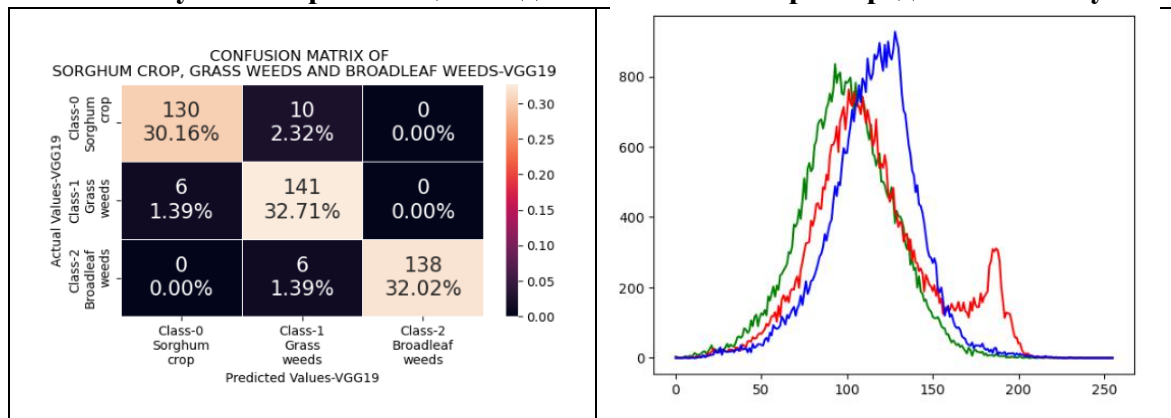 CONFUSION MATRIX OF
SORGHUM CROP, GRASS WEEDS AND BROADLEAF WEEDS-VGG19
Actual Values-VGG19
Class-0
Sorghum
crop
Class-1
Grass
weeds
Class-2
Broadleaf
weeds
130
30.16%
10
2.32%
0
0.00%
6
1.39%
141
32.71%
0
0.00%
0
0.00%
6
1.39%
138
32.02%
Class-0
Sorghum
crop
Class-1
Grass
weeds
Class-2
Broadleaf
weeds
Predicted Values-VGG19
0.30
0.25
0.20
0.15
0.10
0.05
0.00
800
600
400
200
0
0 50 100 150 200 250